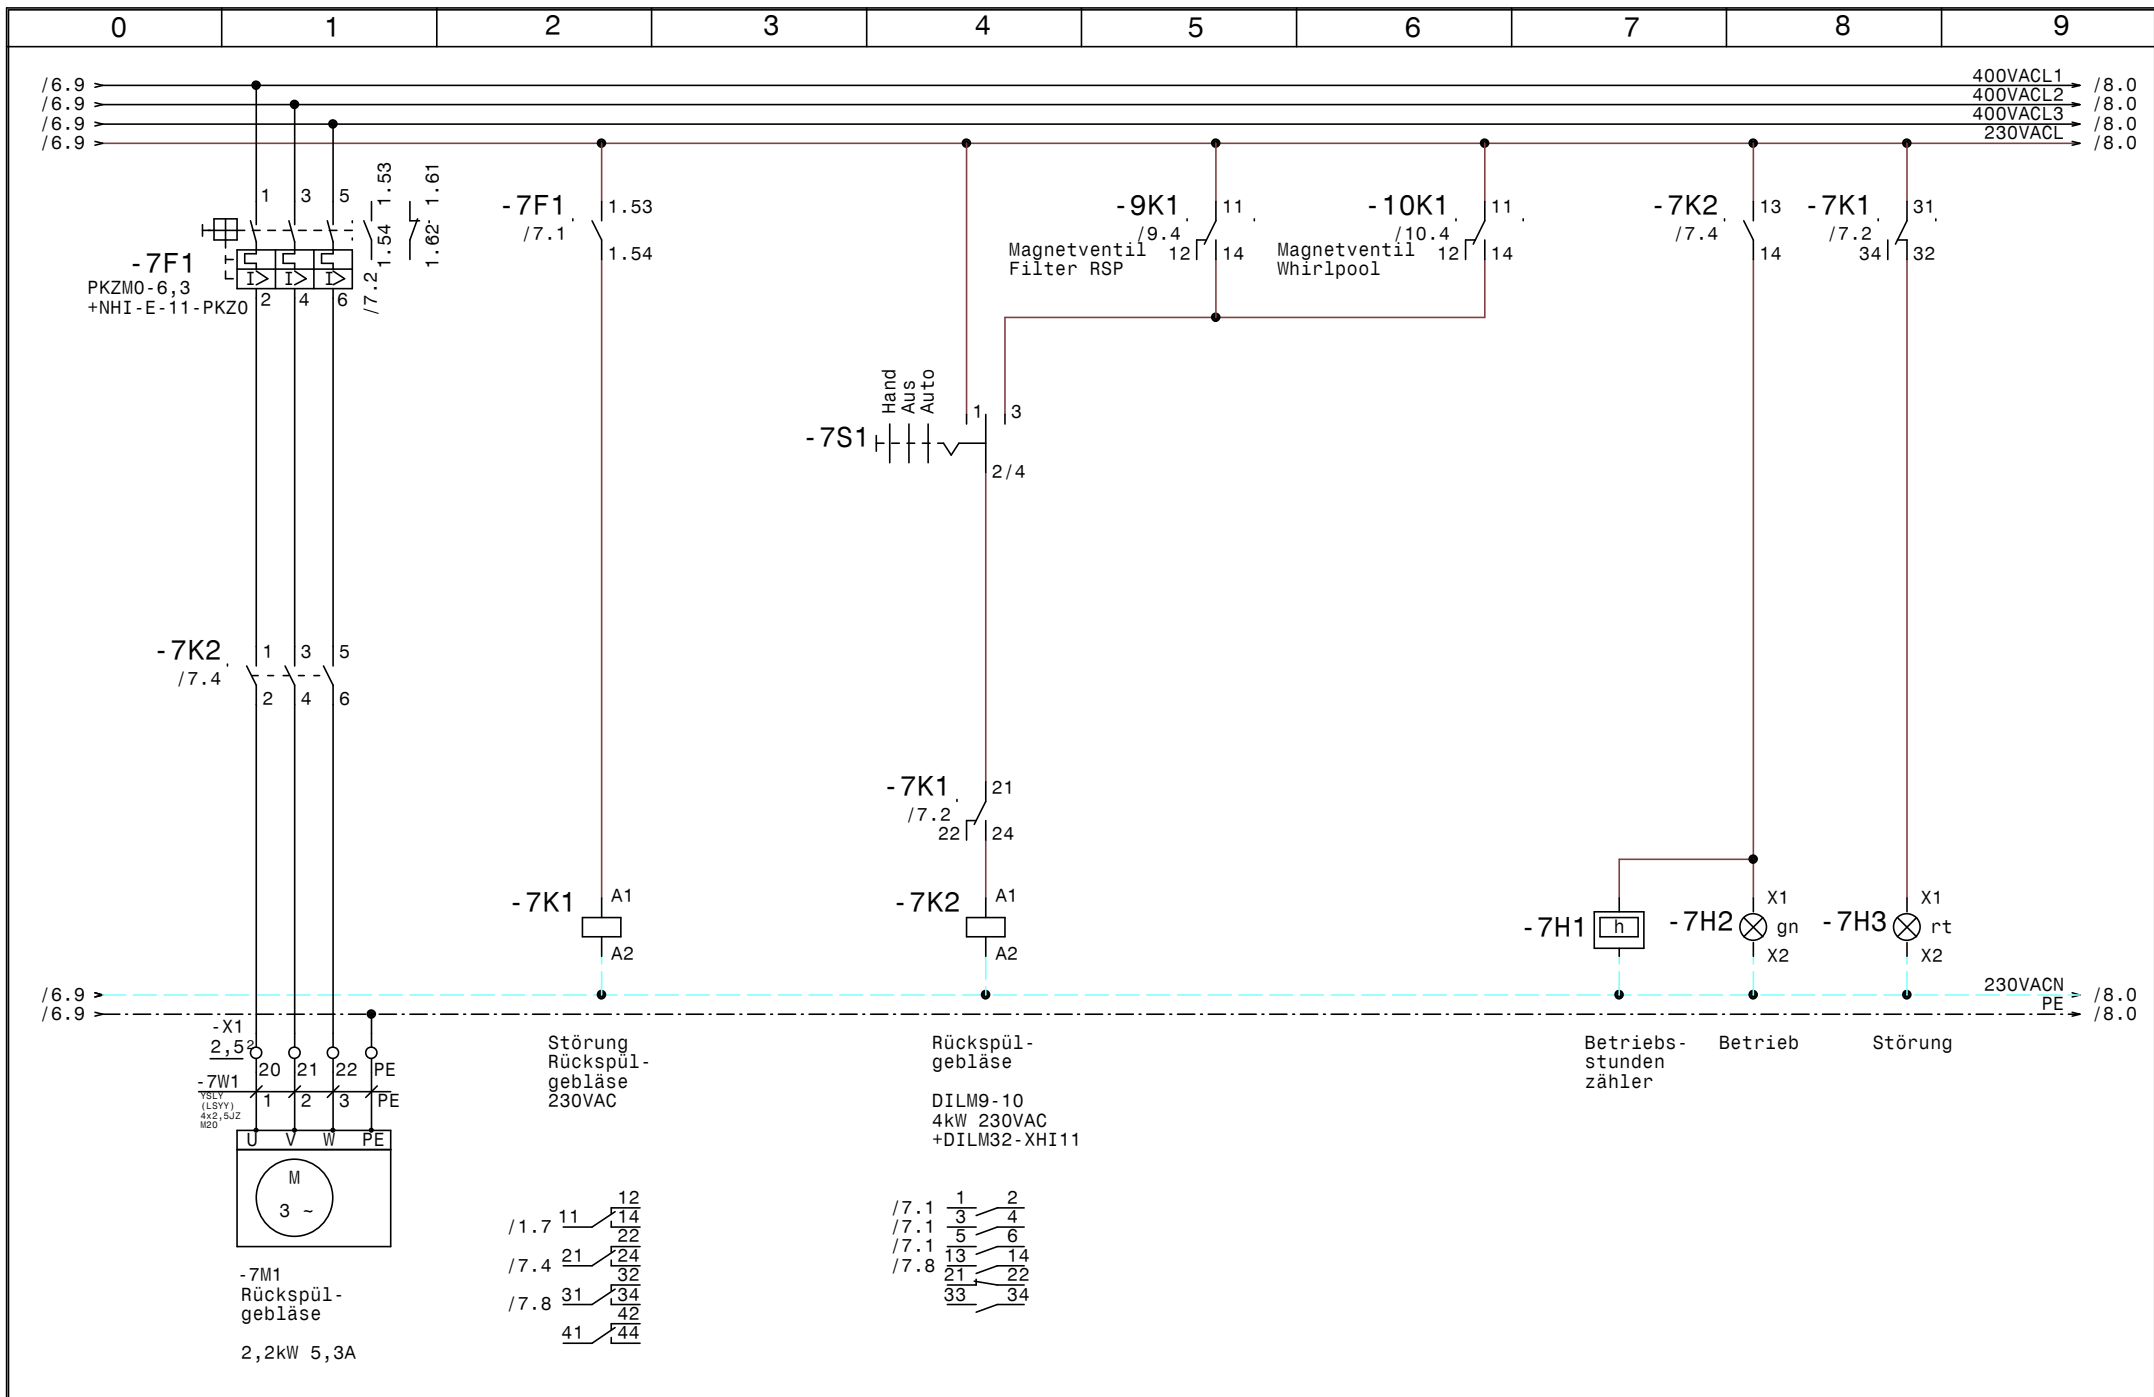 0 1 2 3 4 5 6 7 8 9
/6.9 400VACL1 /8.0
/6.9 400VACL2 /8.0
/6.9 400VACL3 /8.0
/6.9 230VACL /8.0
1 3 5 1.53 1.61
1.54 1.62
/7.2
-7F1
PKZM0-6,3
+NHI-E-11-PKZ0
2 4 6
-7F1 1.53
/7.1
1.54
-9K1 11
/9.4
Magnetventil 12 14
Filter RSP
-10K1 11
/10.4
Magnetventil 12 14
Whirlpool
-7K2 13
/7.4
14
-7K1 31
/7.2
34 32
Hand
Aus
Auto
1 3
-7S1
2/4
-7K2 1 3 5
/7.4
2 4 6
-7K1 21
/7.2
22 24
-7K1 A1
A2
-7K2 A1
A2
-7H1 h
-7H2 X1
gn
X2
-7H3 X1
rt
X2
/6.9 230VACN /8.0
/6.9 PE /8.0
-X1
2,5²
20 21 22 PE
-7W1
YSLY
(LSYY)
4x2,5JZ
M20
1 2 3 PE
U V W PE
M
3 ~
-7M1
Rückspül-
gebläse
2,2kW 5,3A
Störung
Rückspül-
gebläse
230VAC
12
/1.7 11 14
22
/7.4 21 24
32
/7.8 31 34
42
41 44
Rückspül-
gebläse
DILM9-10
4kW 230VAC
+DILM32-XHI11
/7.1 1 2
/7.1 3 4
/7.1 5 6
/7.8 13 14
21 22
33 34
Betriebs-
stunden
zähler
Betrieb
Störung